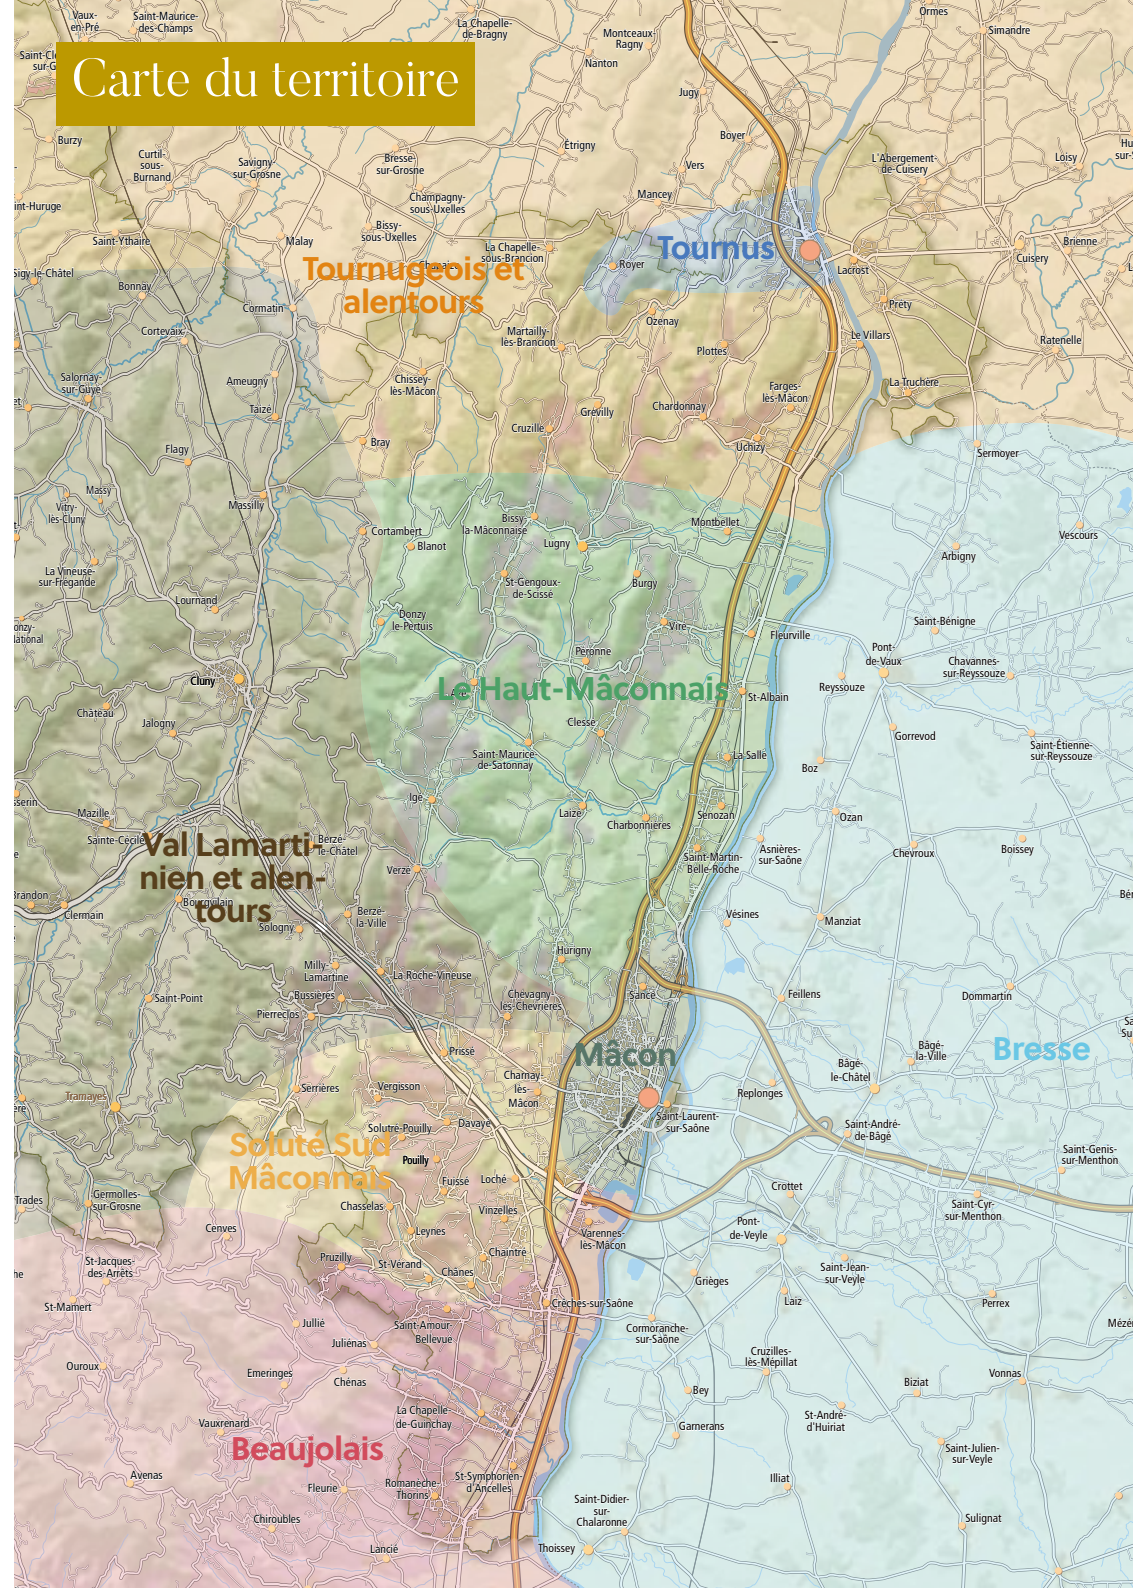 Vaux-
en-Pré
Saint-Maurice-
des-Champs
La Chapelle-
de-Bragny
Montceaux-
Ragny
Ormes
Simandre
Nanton
Carte du territoire
Jugy
Boyer
Burzy
Curtil-
sous-
Burnand
Savigny-
sur-Grosne
Bresse-
sur-Grosne
Étrigny
Vers
L'Abergement-
de-Cuisery
Loisy
Mancey
Champagny-
sous-Uxelles
Bissy-
sous-Uxelles
Saint-Ythaire
Malay
La Chapelle-
sous-Brancion
Tournus
Royer
Brienne
Cuisery
Lacrost
Sigy-le-Châtel
Bonnay
Tournugeois et
alentours
Cormatin
Cortevaix
Ozenay
Préty
Martailly-
lès-Brancion
Plottes
Le Villars
Ratenelle
Salornay-
sur-Guye
Ameugny
Chissey-
lès-Mâcon
Farges-
lès-Mâcon
La Truchère
Taizé
Grévilly
Chardonnay
Cruzille
Bray
Uchizy
Flagy
Sermoyer
Massy
Massilly
Vitry-
lès-Cluny
Cortambert
Blanot
Bissy-
la-Mâconnaise
Lugny
Montbellet
Vescours
Arbigny
La Vineuse-
sur-Frégande
St-Gengoux-
de-Scissé
Burgy
Lournand
Donzy
le-Pertuis
Viré
Fleurville
Saint-Bénigne
Pont-
de-Vaux
Chavannes-
sur-Reyssouze
Péronne
Cluny
Le Haut-Mâconnais
St-Albain
Reyssouze
Château
Jalogny
Clessé
Gorrevod
Saint-Étienne-
sur-Reyssouze
Saint-Maurice-
de-Satonnay
La Salle
Boz
Igé
Mazille
Laizé
Charbonnières
Senozan
Ozan
Sainte-Cécile
Val Lamarti-
nien et alen-
tours
Berzé-
le-Châtel
Verzé
Saint-Martin-
Belle-Roche
Asnières-
sur-Saône
Chevroux
Boissey
Brandon
Clermain
Bourgvilain
Sologny
Berzé-
la-Ville
Vésines
Manziat
Hurigny
Milly-
Lamartine
La Roche-Vineuse
Saint-Point
Bussières
Pierreclos
Chevagny
les-Chevrières
Sancé
Feillens
Dommartin
Mâcon
Prissé
Bresse
Bâgé-
la-Ville
Bâgé-
le-Châtel
Tramayes
Serrières
Vergisson
Charnay-
lès-
Mâcon
Replonges
Solutré-Pouilly
Davayé
Saint-Laurent-
sur-Saône
Saint-André-
de-Bâgé
Soluté Sud
Mâconnais
Pouilly
Saint-Genis-
sur-Menthon
Fuissé
Loché
Crottet
Trades
Germolles-
sur-Grosne
Chasselas
Vinzelles
Saint-Cyr-
sur-Menthon
Cenves
Leynes
Varennes-
lès-Mâcon
Pont-
de-Veyle
St-Jacques-
des-Arrêts
Pruzilly
St-Vérand
Chaintré
Chânes
Saint-Jean-
sur-Veyle
Grièges
St-Mamert
Crêches-sur-Saône
Laiz
Perrex
Jullié
Saint-Amour-
Bellevue
Juliénas
Cormoranche-
sur-Saône
Cruzilles-
lès-Mépillat
Ouroux
Emeringes
Chénas
Bey
Biziat
Vonnas
La Chapelle-
de-Guinchay
St-André-
d'Huiriat
Vauxrenard
Garnerans
Beaujolais
Saint-Julien-
sur-Veyle
Avenas
Fleurie
Romanèche-
Thorins
St-Symphorien-
d'Ancelles
Illiat
Chiroubles
Saint-Didier-
sur-
Chalaronne
Sulignat
Lancié
Thoissey